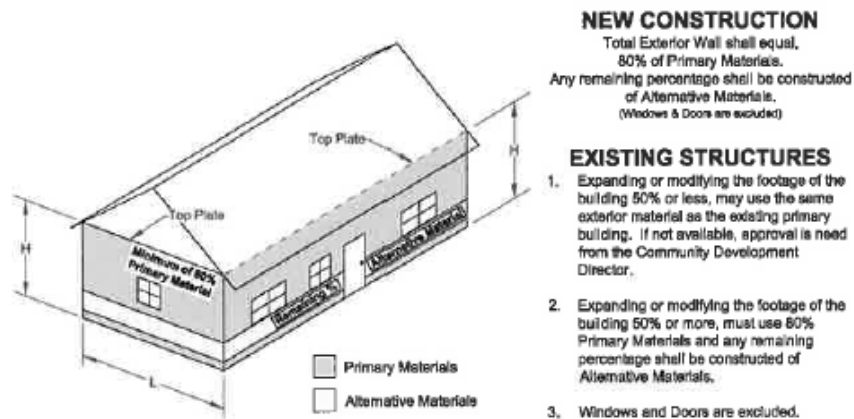 NEW CONSTRUCTION
Total Exterior Wall shall equal,
80% of Primary Materials.
Any remaining percentage shall be constructed
of Alternative Materials.
(Windows & Doors are excluded)
EXISTING STRUCTURES
1. Expanding or modifying the footage of the
building 50% or less, may use the same
exterior material as the existing primary
building. If not available, approval is need
from the Community Development
Director.
2. Expanding or modifying the footage of the
building 50% or more, must use 80%
Primary Materials and any remaining
percentage shall be constructed of
Alternative Materials.
3. Windows and Doors are excluded.
Top Plate
H
Top Plate
H
Minimum of 80%
Primary Material
Remaining %
Alternative Material
L
Primary Materials
Alternative Materials